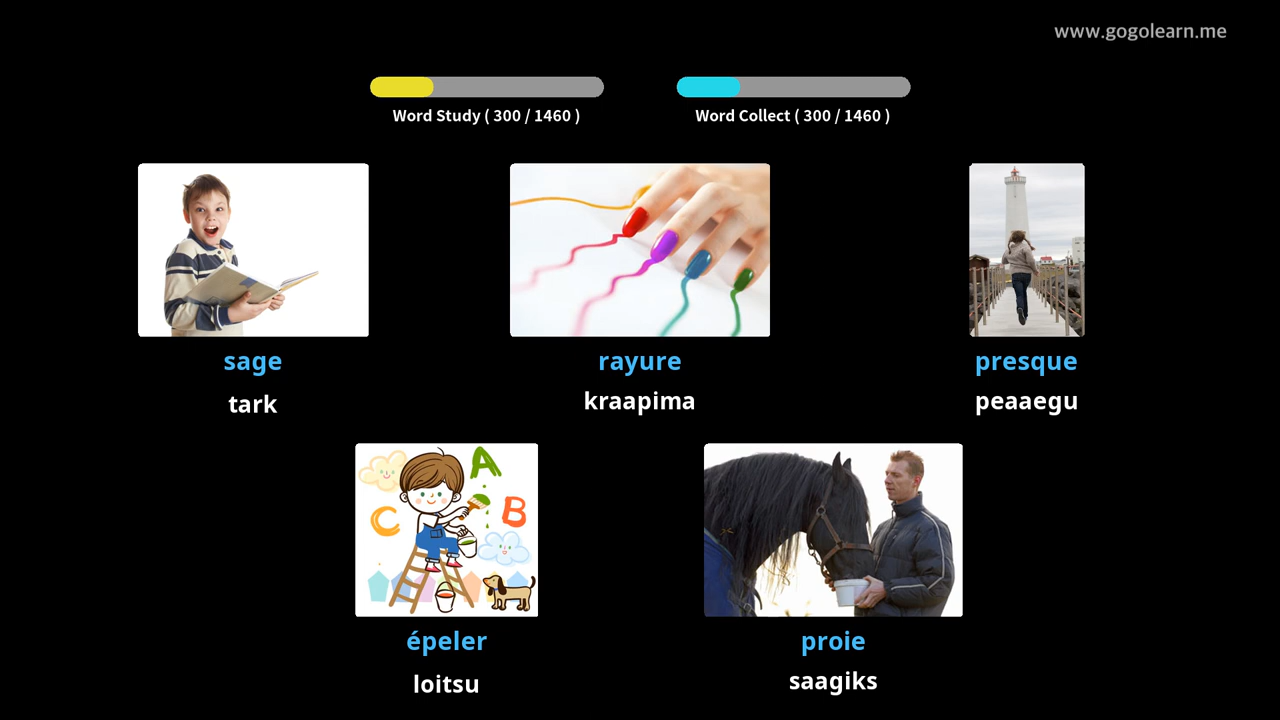 www.gogolearn.me
Word Study ( 300 / 1460 )
Word Collect ( 300 / 1460 )
sage
tark
rayure
kraapima
presque
peaaegu
A
B
C
épeler
loitsu
proie
saagiks